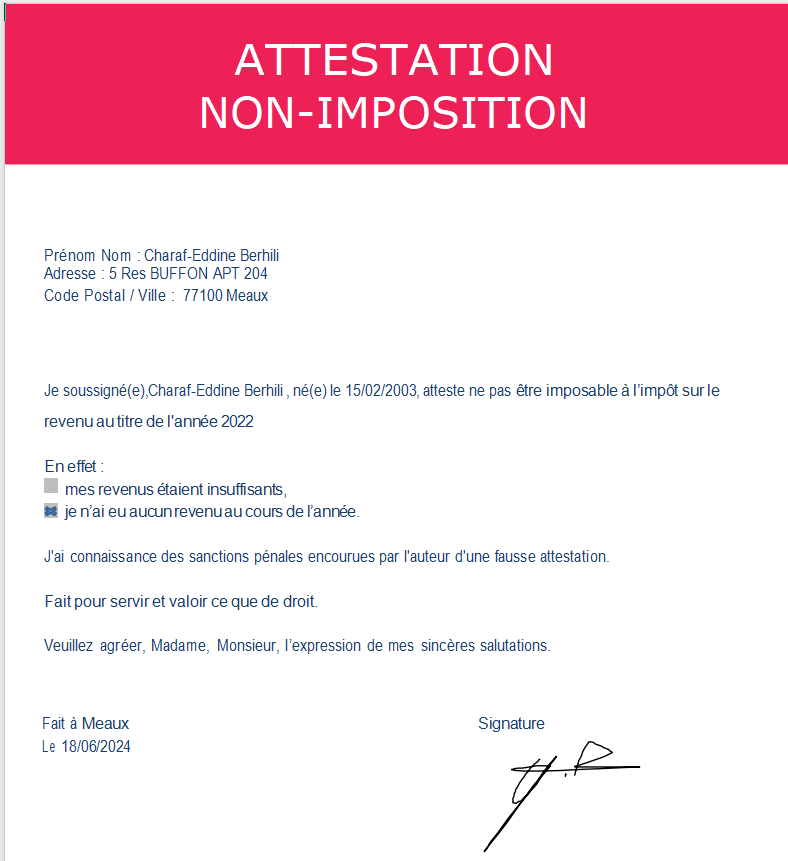 ATTESTATION
NON-IMPOSITION
Prénom Nom : Charaf-Eddine Berhili
Adresse : 5 Res BUFFON APT 204
Code Postal / Ville : 77100 Meaux
Je soussigné(e),Charaf-Eddine Berhili , né(e) le 15/02/2003, atteste ne pas être imposable à l’impôt sur le
revenu au titre de l'année 2022
En effet :
mes revenus étaient insuffisants,
je n’ai eu aucun revenu au cours de l’année.
J'ai connaissance des sanctions pénales encourues par l'auteur d'une fausse attestation.
Fait pour servir et valoir ce que de droit.
Veuillez agréer, Madame, Monsieur, l’expression de mes sincères salutations.
Fait à Meaux
Signature
Le 18/06/2024